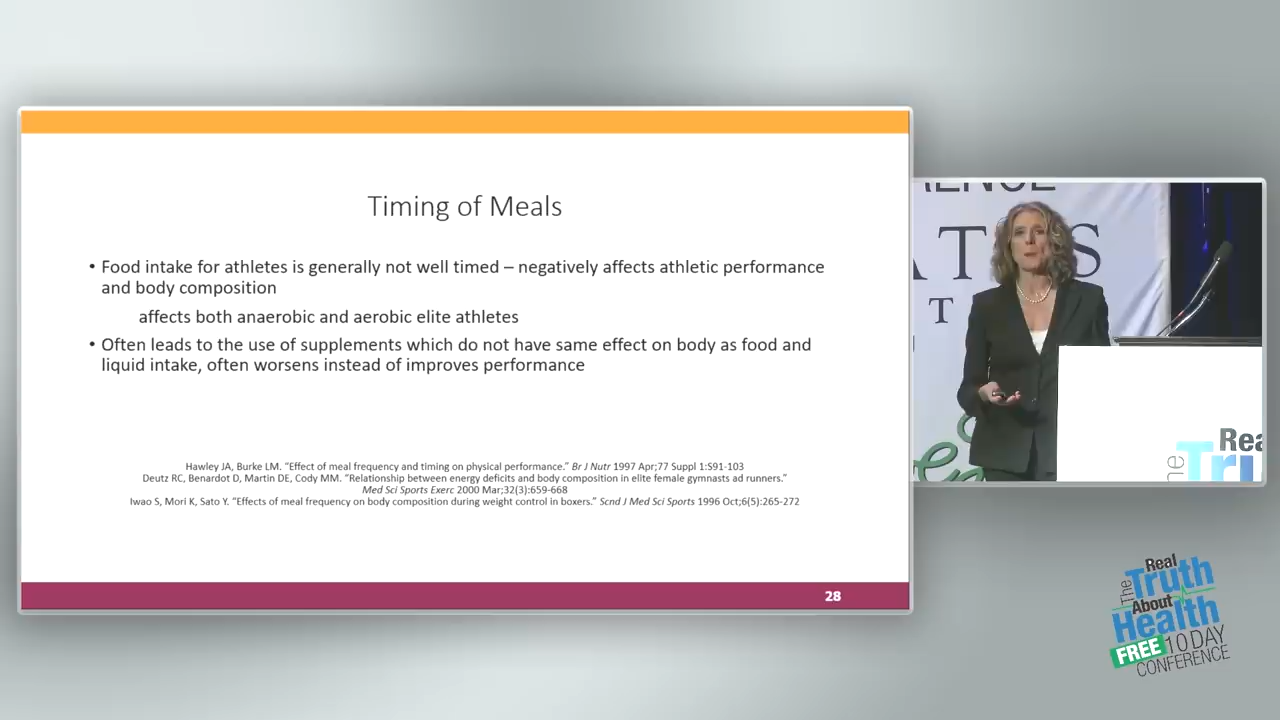 Timing of Meals
• Food intake for athletes is generally not well timed – negatively affects athletic performance
and body composition
affects both anaerobic and aerobic elite athletes
• Often leads to the use of supplements which do not have same effect on body as food and
liquid intake, often worsens instead of improves performance
Hawley JA, Burke LM. “Effect of meal frequency and timing on physical performance.” Br J Nutr 1997 Apr;77 Suppl 1:S91-103
Deutz RC, Benardot D, Martin DE, Cody MM. “Relationship between energy deficits and body composition in elite female gymnasts ad runners.”
Med Sci Sports Exerc 2000 Mar;32(3):659-668
Iwao S, Mori K, Sato Y. “Effects of meal frequency on body composition during weight control in boxers.” Scnd J Med Sci Sports 1996 Oct;6(5):265-272
28
The
Real
Truth
About
Health
FREE 10 DAY
CONFERENCE